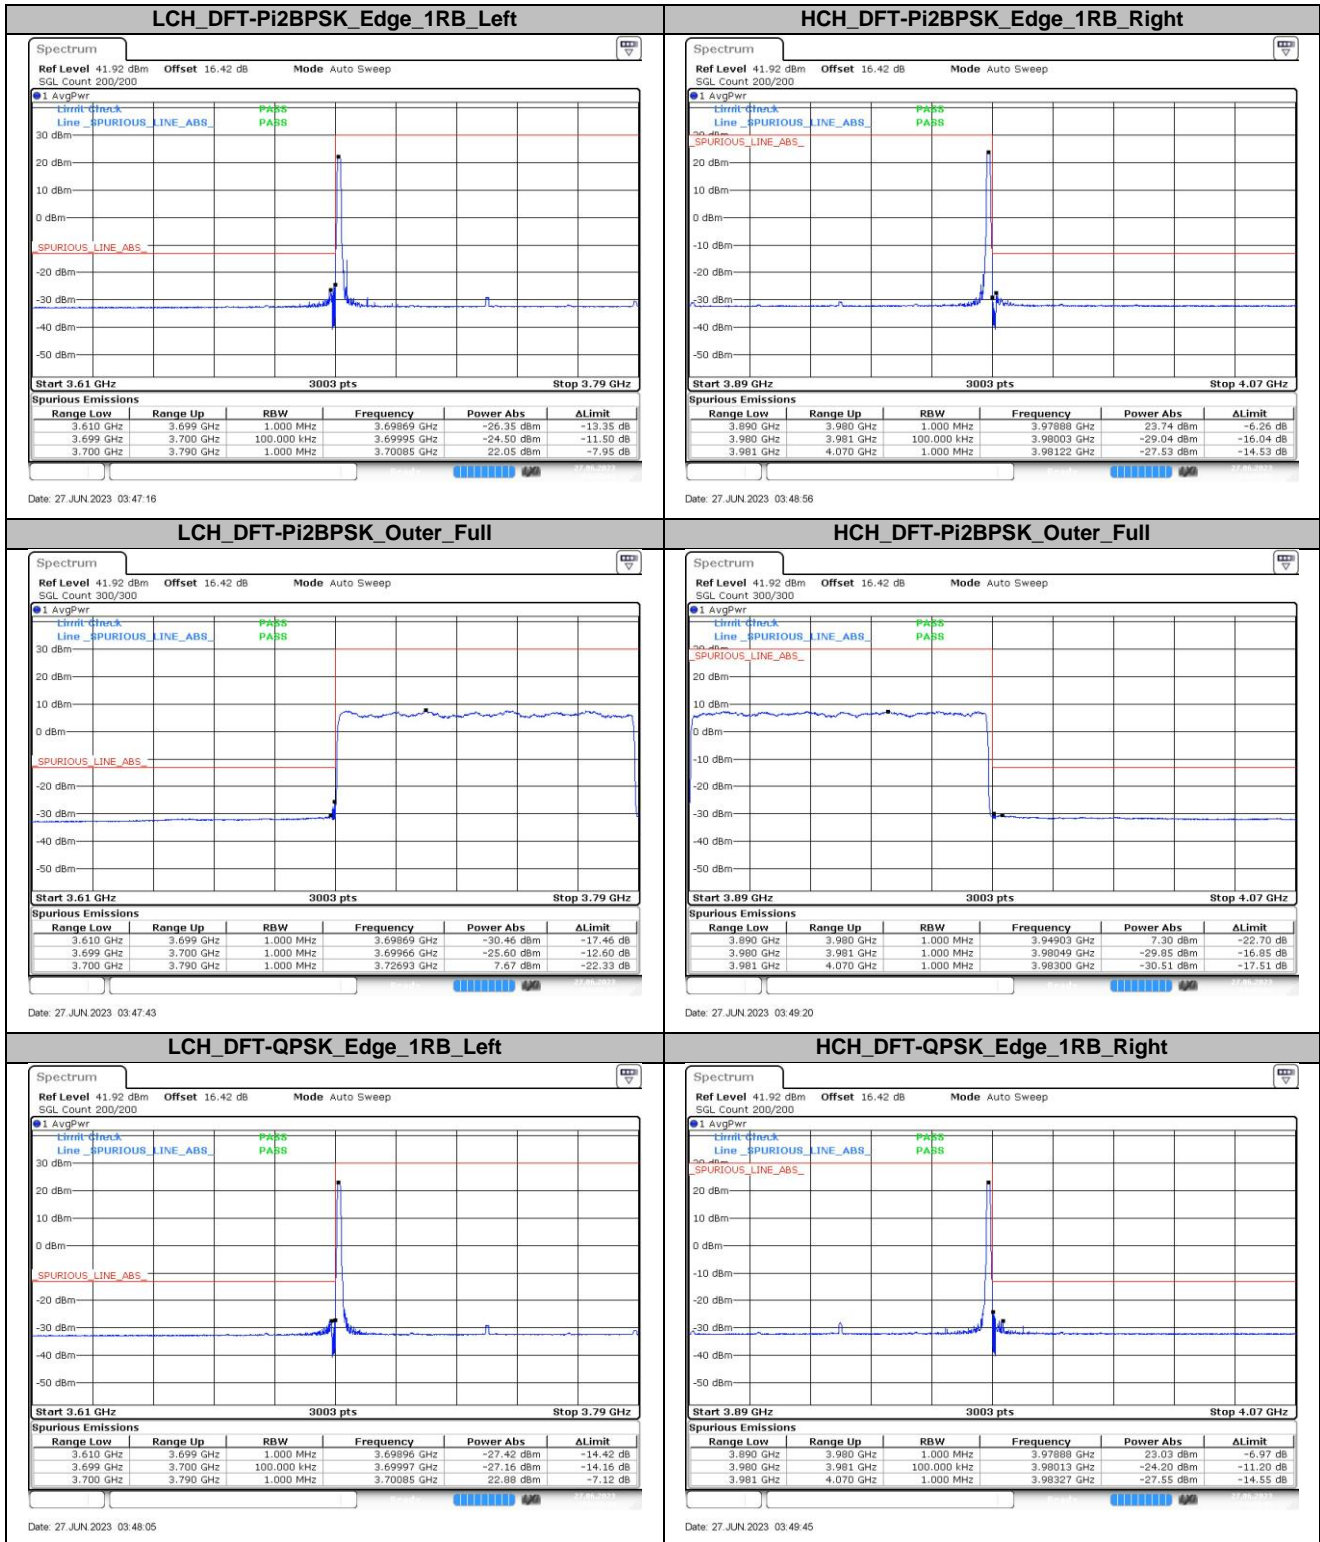 LCH_DFT-Pi2BPSK_Edge_1RB_Left
Spectrum
Ref Level 41.92 dBm Offset 16.42 dB Mode Auto Sweep
SGL Count 200/200
1 AvgPwr
Limit Check PASS
Line _SPURIOUS_LINE_ABS_ PASS
30 dBm
20 dBm
10 dBm
0 dBm
_SPURIOUS_LINE_ABS_
-20 dBm
-30 dBm
-40 dBm
-50 dBm
Start 3.61 GHz 3003 pts Stop 3.79 GHz
Spurious Emissions
Range Low Range Up RBW Frequency Power Abs ΔLimit
3.610 GHz 3.699 GHz 1.000 MHz 3.69869 GHz -26.35 dBm -13.35 dB
3.699 GHz 3.700 GHz 100.000 kHz 3.69995 GHz -24.50 dBm -11.50 dB
3.700 GHz 3.790 GHz 1.000 MHz 3.70085 GHz 22.05 dBm -7.95 dB
Date: 27.JUN.2023 03:47:16
HCH_DFT-Pi2BPSK_Edge_1RB_Right
Spectrum
Ref Level 41.92 dBm Offset 16.42 dB Mode Auto Sweep
SGL Count 200/200
1 AvgPwr
Limit Check PASS
Line _SPURIOUS_LINE_ABS_ PASS
_SPURIOUS_LINE_ABS_
20 dBm
10 dBm
0 dBm
-10 dBm
-20 dBm
-30 dBm
-40 dBm
-50 dBm
Start 3.89 GHz 3003 pts Stop 4.07 GHz
Spurious Emissions
Range Low Range Up RBW Frequency Power Abs ΔLimit
3.890 GHz 3.980 GHz 1.000 MHz 3.97888 GHz 23.74 dBm -6.26 dB
3.980 GHz 3.981 GHz 100.000 kHz 3.98003 GHz -29.04 dBm -16.04 dB
3.981 GHz 4.070 GHz 1.000 MHz 3.98122 GHz -27.53 dBm -14.53 dB
Date: 27.JUN.2023 03:48:56
LCH_DFT-Pi2BPSK_Outer_Full
Spectrum
Ref Level 41.92 dBm Offset 16.42 dB Mode Auto Sweep
SGL Count 300/300
1 AvgPwr
Limit Check PASS
Line _SPURIOUS_LINE_ABS_ PASS
30 dBm
20 dBm
10 dBm
0 dBm
_SPURIOUS_LINE_ABS_
-20 dBm
-30 dBm
-40 dBm
-50 dBm
Start 3.61 GHz 3003 pts Stop 3.79 GHz
Spurious Emissions
Range Low Range Up RBW Frequency Power Abs ΔLimit
3.610 GHz 3.699 GHz 1.000 MHz 3.69869 GHz -30.46 dBm -17.46 dB
3.699 GHz 3.700 GHz 1.000 MHz 3.69966 GHz -25.60 dBm -12.60 dB
3.700 GHz 3.790 GHz 1.000 MHz 3.72693 GHz 7.67 dBm -22.33 dB
Date: 27.JUN.2023 03:47:43
HCH_DFT-Pi2BPSK_Outer_Full
Spectrum
Ref Level 41.92 dBm Offset 16.42 dB Mode Auto Sweep
SGL Count 300/300
1 AvgPwr
Limit Check PASS
Line _SPURIOUS_LINE_ABS_ PASS
_SPURIOUS_LINE_ABS_
20 dBm
10 dBm
0 dBm
-10 dBm
-20 dBm
-30 dBm
-40 dBm
-50 dBm
Start 3.89 GHz 3003 pts Stop 4.07 GHz
Spurious Emissions
Range Low Range Up RBW Frequency Power Abs ΔLimit
3.890 GHz 3.980 GHz 1.000 MHz 3.94903 GHz 7.30 dBm -22.70 dB
3.980 GHz 3.981 GHz 1.000 MHz 3.98049 GHz -29.85 dBm -16.85 dB
3.981 GHz 4.070 GHz 1.000 MHz 3.98300 GHz -30.51 dBm -17.51 dB
Date: 27.JUN.2023 03:49:20
LCH_DFT-QPSK_Edge_1RB_Left
Spectrum
Ref Level 41.92 dBm Offset 16.42 dB Mode Auto Sweep
SGL Count 200/200
1 AvgPwr
Limit Check PASS
Line _SPURIOUS_LINE_ABS_ PASS
30 dBm
20 dBm
10 dBm
0 dBm
_SPURIOUS_LINE_ABS_
-20 dBm
-30 dBm
-40 dBm
-50 dBm
Start 3.61 GHz 3003 pts Stop 3.79 GHz
Spurious Emissions
Range Low Range Up RBW Frequency Power Abs ΔLimit
3.610 GHz 3.699 GHz 1.000 MHz 3.69896 GHz -27.42 dBm -14.42 dB
3.699 GHz 3.700 GHz 100.000 kHz 3.69997 GHz -27.16 dBm -14.16 dB
3.700 GHz 3.790 GHz 1.000 MHz 3.70085 GHz 22.88 dBm -7.12 dB
Date: 27.JUN.2023 03:48:05
HCH_DFT-QPSK_Edge_1RB_Right
Spectrum
Ref Level 41.92 dBm Offset 16.42 dB Mode Auto Sweep
SGL Count 200/200
1 AvgPwr
Limit Check PASS
Line _SPURIOUS_LINE_ABS_ PASS
_SPURIOUS_LINE_ABS_
20 dBm
10 dBm
0 dBm
-10 dBm
-20 dBm
-30 dBm
-40 dBm
-50 dBm
Start 3.89 GHz 3003 pts Stop 4.07 GHz
Spurious Emissions
Range Low Range Up RBW Frequency Power Abs ΔLimit
3.890 GHz 3.980 GHz 1.000 MHz 3.97888 GHz 23.03 dBm -6.97 dB
3.980 GHz 3.981 GHz 100.000 kHz 3.98013 GHz -24.20 dBm -11.20 dB
3.981 GHz 4.070 GHz 1.000 MHz 3.98327 GHz -27.55 dBm -14.55 dB
Date: 27.JUN.2023 03:49:45